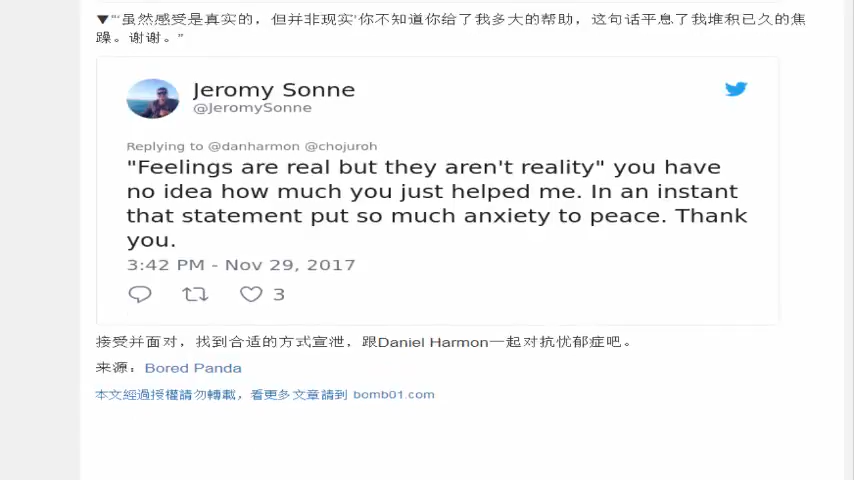 ▼"‘虽然感受是真实的，但并非现实’你不知道你给了我多大的帮助，这句话平息了我堆积已久的焦
躁。谢谢。”
Jeromy Sonne
@JeromySonne
Replying to @danharmon @chojuroh
"Feelings are real but they aren't reality" you have
no idea how much you just helped me. In an instant
that statement put so much anxiety to peace. Thank
you.
3:42 PM - Nov 29, 2017
3
接受并面对，找到合适的方式宣泄，跟Daniel Harmon一起对抗忧郁症吧。
来源：Bored Panda
本文經過授權請勿轉載，看更多文章請到 bomb01.com